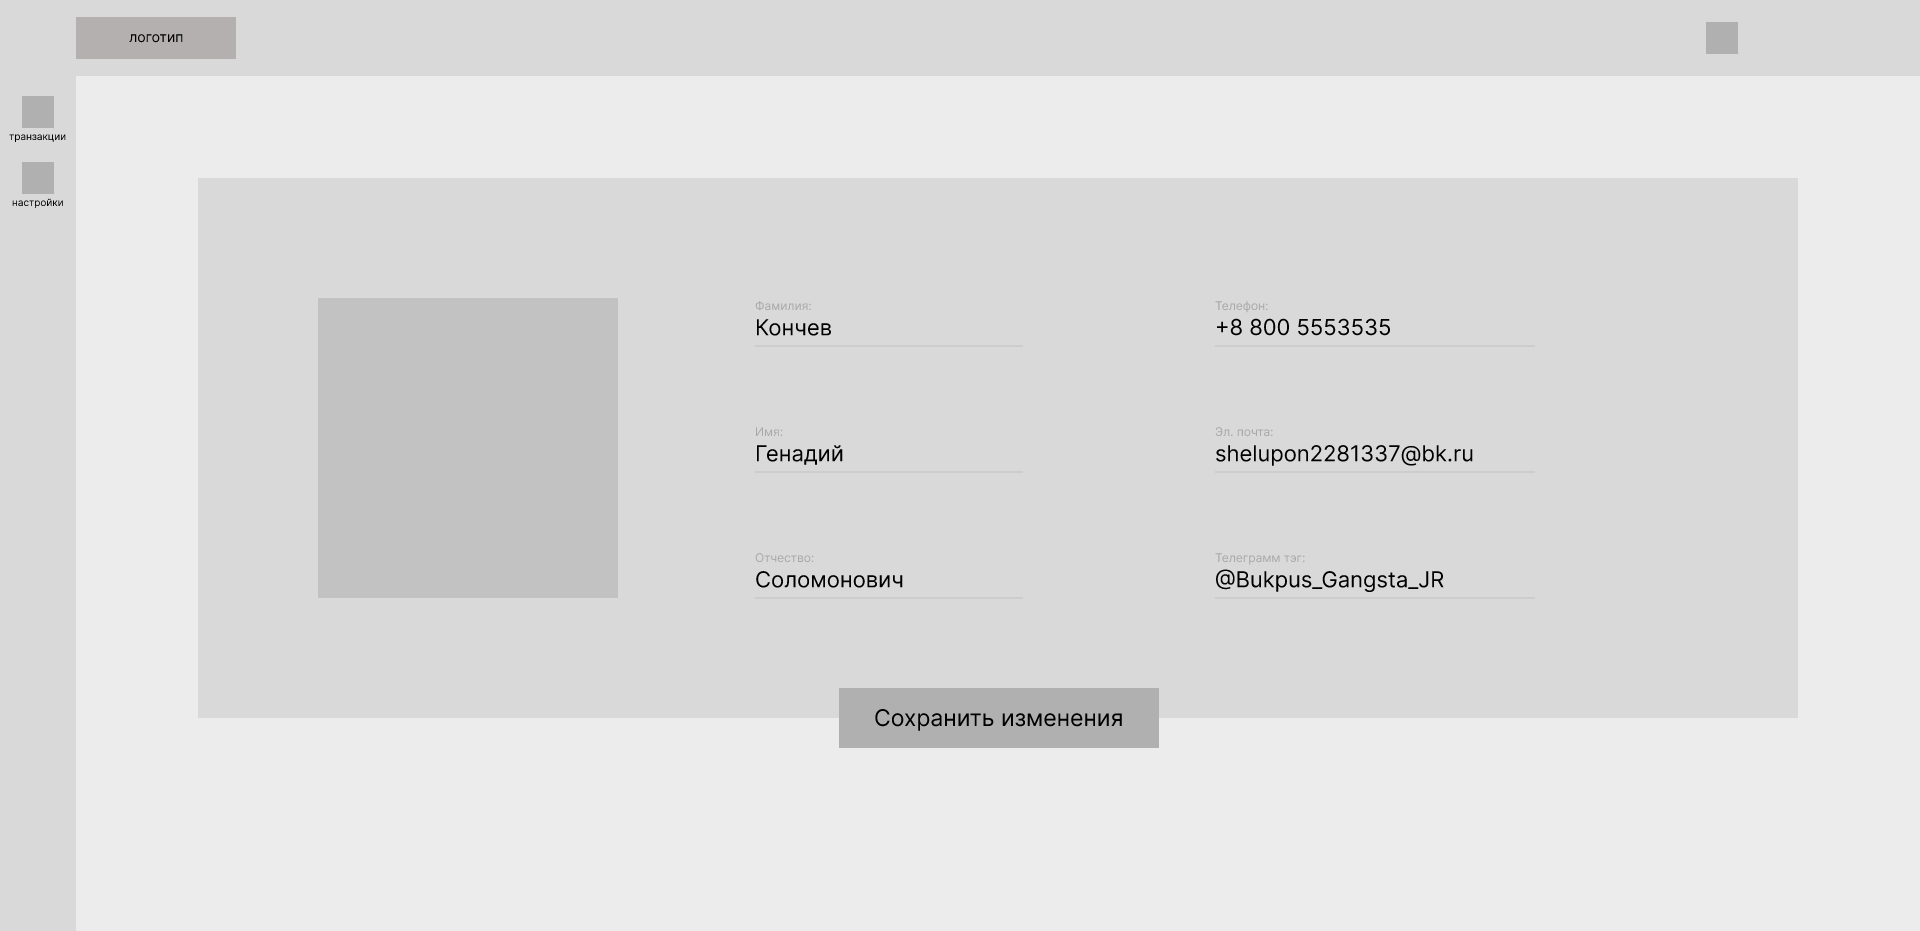 логотип
транзакции
настройки
Фамилия:
Кончев
Имя:
Генадий
Отчество:
Соломонович
Телефон:
+8 800 5553535
Эл. почта:
shelupon2281337@bk.ru
Телеграмм тэг:
@Bukpus_Gangsta_JR
Сохранить изменения